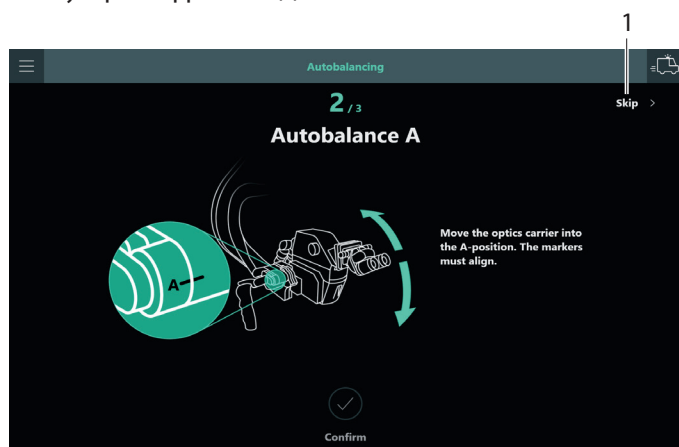 1
Autobalancing
2 / 3
Skip >
Autobalance A
Move the optics carrier into
the A-position. The markers
must align.
A
Confirm